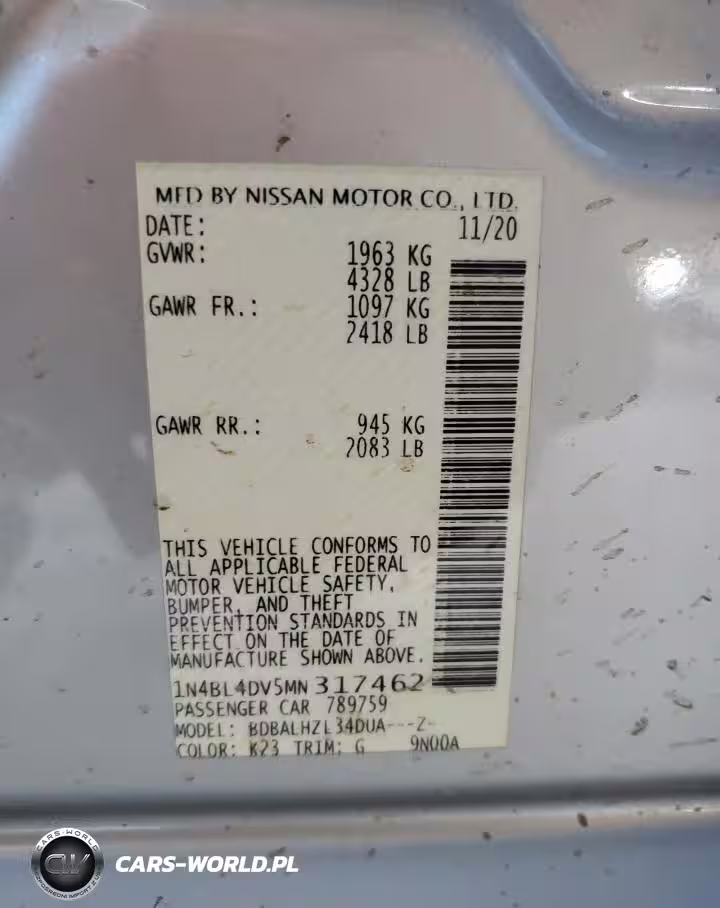 MFD BY NISSAN MOTOR CO., LTD.
DATE: 11/20
GVWR: 1963 KG
4328 LB
GAWR FR.: 1097 KG
2418 LB
GAWR RR.: 945 KG
2083 LB
THIS VEHICLE CONFORMS TO
ALL APPLICABLE FEDERAL
MOTOR VEHICLE SAFETY,
BUMPER, AND THEFT
PREVENTION STANDARDS IN
EFFECT ON THE DATE OF
MANUFACTURE SHOWN ABOVE.
1N4BL4DV5MN317462
PASSENGER CAR 789759
MODEL: BDBALHZL34DUA---Z-
COLOR: K23 TRIM: G 9N00A
CARS-WORLD
CW
CARS-WORLD.PL